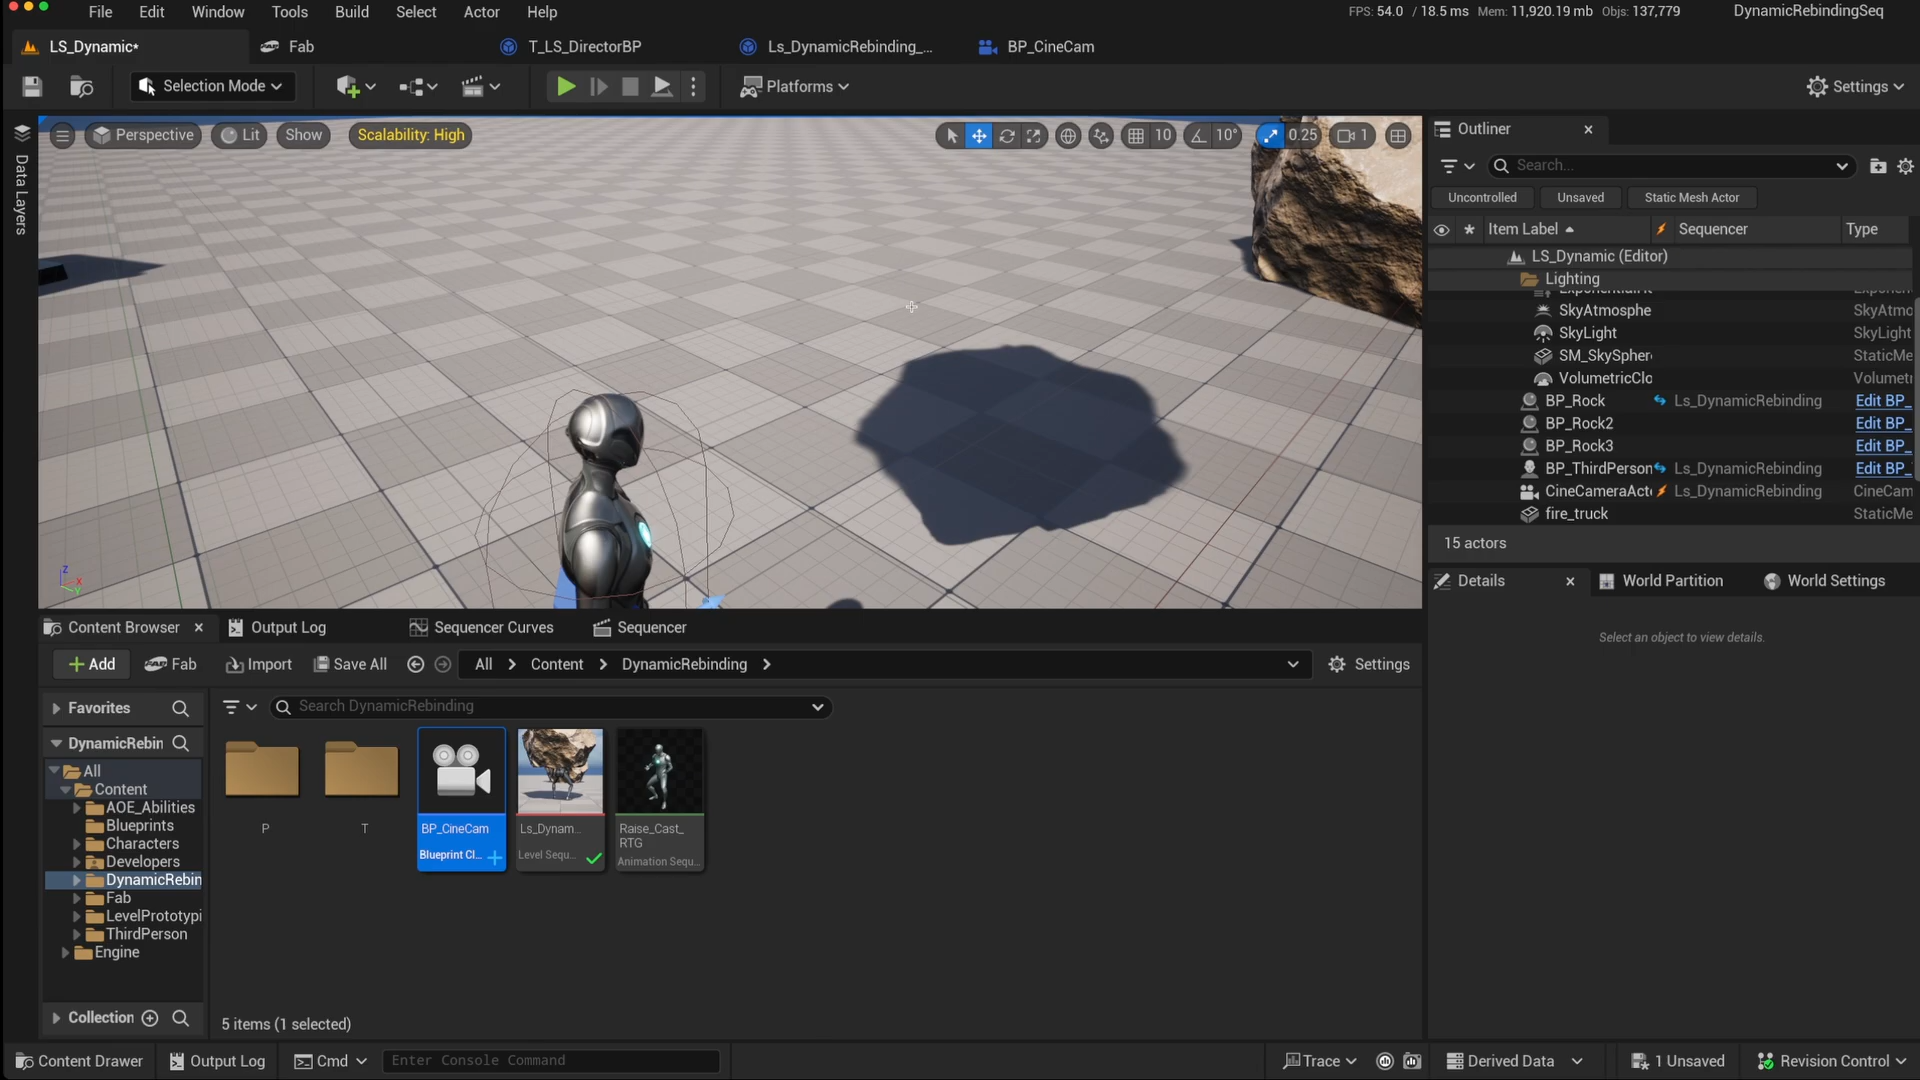 File Edit Window Tools Build Select Actor Help
FPS: 54.0 / 18.5 ms Mem: 11,920.19 mb Objs: 137,779 DynamicRebindingSeq
LS_Dynamic* Fab T_LS_DirectorBP Ls_DynamicRebinding_... BP_CineCam
Selection Mode Platforms Settings
Data Layers
Perspective Lit Show Scalability: High 10 10° 0.25 1
Outliner
Search...
Uncontrolled Unsaved Static Mesh Actor
Item Label Sequencer Type
LS_Dynamic (Editor)
Lighting
SkyAtmosphe SkyAtmo
SkyLight SkyLight
SM_SkySpher StaticMe
VolumetricClo Volumetr
BP_Rock Ls_DynamicRebinding Edit BP_
BP_Rock2 Edit BP_
BP_Rock3 Edit BP_
BP_ThirdPerson Ls_DynamicRebinding Edit BP_
CineCameraAct Ls_DynamicRebinding CineCam
fire_truck StaticMe
15 actors
Details World Partition World Settings
Select an object to view details.
Z X Y
Content Browser Output Log Sequencer Curves Sequencer
Add Fab Import Save All All Content DynamicRebinding Settings
Favorites
Search DynamicRebinding
DynamicRebin
All
Content
AOE_Abilities
Blueprints
Characters
Developers
DynamicRebin
Fab
LevelPrototypi
ThirdPerson
Engine
Collection
P
T
BP_CineCam
Blueprint Cl...
Ls_Dynam...
Level Sequ...
Raise_Cast_
RTG
Animation Sequ...
5 items (1 selected)
Content Drawer Output Log Cmd Enter Console Command Trace Derived Data 1 Unsaved Revision Control